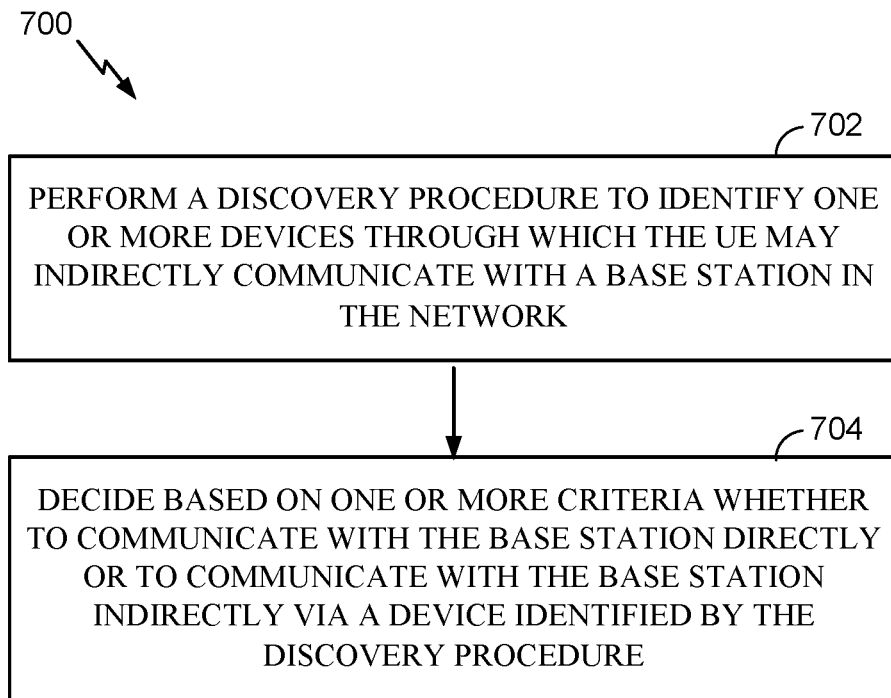 700
702
PERFORM A DISCOVERY PROCEDURE TO IDENTIFY ONE
OR MORE DEVICES THROUGH WHICH THE UE MAY
INDIRECTLY COMMUNICATE WITH A BASE STATION IN
THE NETWORK
704
DECIDE BASED ON ONE OR MORE CRITERIA WHETHER
TO COMMUNICATE WITH THE BASE STATION DIRECTLY
OR TO COMMUNICATE WITH THE BASE STATION
INDIRECTLY VIA A DEVICE IDENTIFIED BY THE
DISCOVERY PROCEDURE